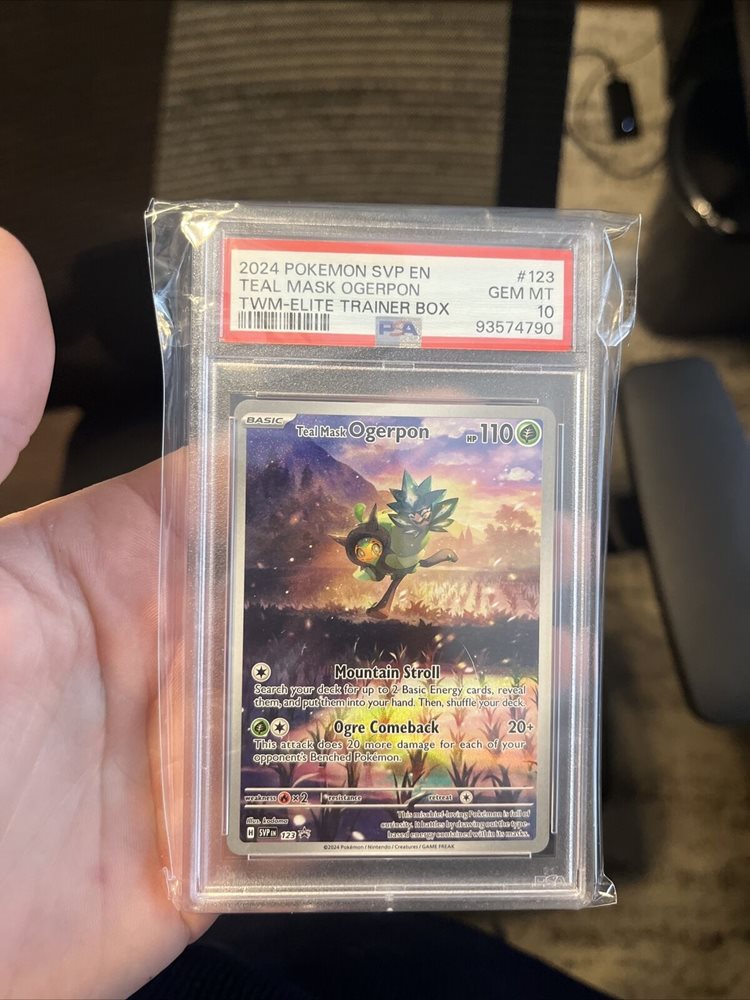 2024 POKEMON SVP EN #123
TEAL MASK OGERPON GEM MT
TWM-ELITE TRAINER BOX 10
PSA 93574790
BASIC
Teal Mask Ogerpon HP 110
Mountain Stroll
Search your deck for up to 2 Basic Energy cards, reveal
them, and put them into your hand. Then, shuffle your deck.
Ogre Comeback 20+
This attack does 20 more damage for each of your
opponent's Benched Pokémon.
weakness x2 resistance retreat
Illus. kodama
This mischief-loving Pokémon is full of
curiosity. It battles by drawing out the type-
based energy contained within its masks.
H SVP EN 123
©2024 Pokémon / Nintendo / Creatures / GAME FREAK
PSA